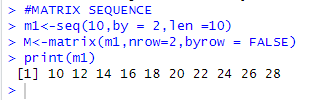 > #MATRIX SEQUENCE
> m1<-seq(10,by = 2,len =10)
> M<-matrix(m1,nrow=2,byrow = FALSE)
> print(m1)
[1] 10 12 14 16 18 20 22 24 26 28
>